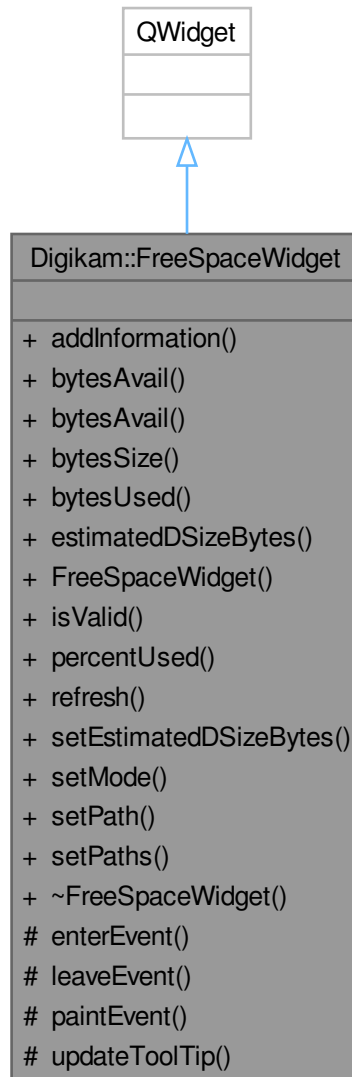 QWidget
Digikam::FreeSpaceWidget
+ addInformation()
+ bytesAvail()
+ bytesAvail()
+ bytesSize()
+ bytesUsed()
+ estimatedDSizeBytes()
+ FreeSpaceWidget()
+ isValid()
+ percentUsed()
+ refresh()
+ setEstimatedDSizeBytes()
+ setMode()
+ setPath()
+ setPaths()
+ ~FreeSpaceWidget()
# enterEvent()
# leaveEvent()
# paintEvent()
# updateToolTip()